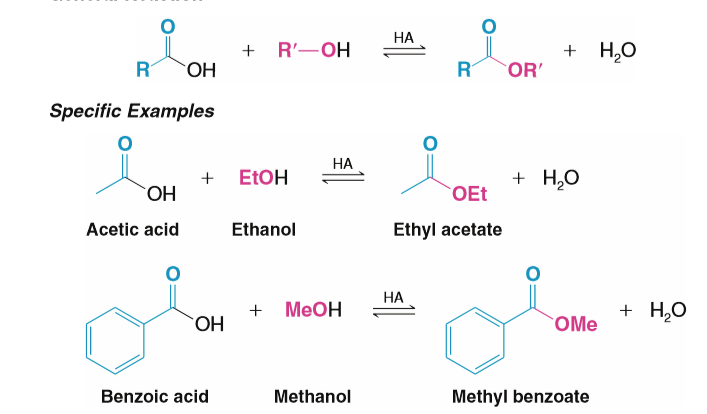 O
R OH + R′—OH HA R O OR′ + H₂O
Specific Examples
O
OH + EtOH HA O OEt + H₂O
Acetic acid Ethanol Ethyl acetate
O
OH + MeOH HA O OMe + H₂O
Benzoic acid Methanol Methyl benzoate